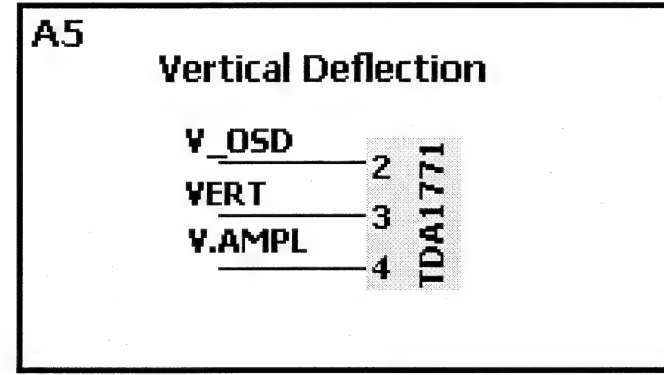 A5
Vertical Deflection
V_OSD
2
VERT
3
V.AMPL
4
TDA1771